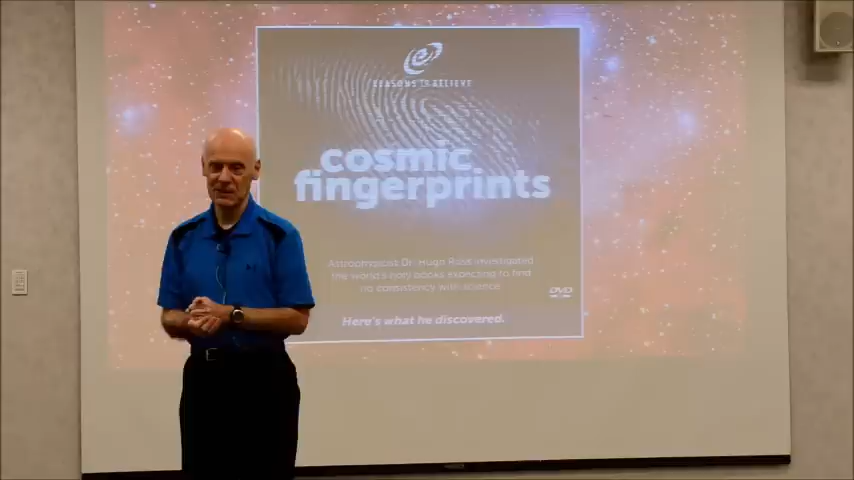 REASONS TO BELIEVE
cosmic
fingerprints
Astrophysicist Dr. Hugh Ross investigated
the world's holy books expecting to find
no consistency with science.
DVD
Here's what he discovered.